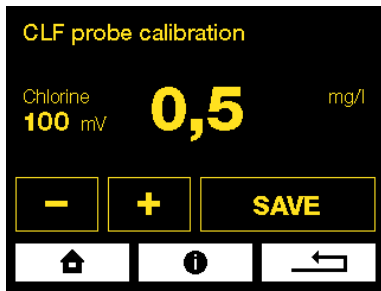 CLF probe calibration
Chlorine
100 mV
0,5
mg/l
− + SAVE